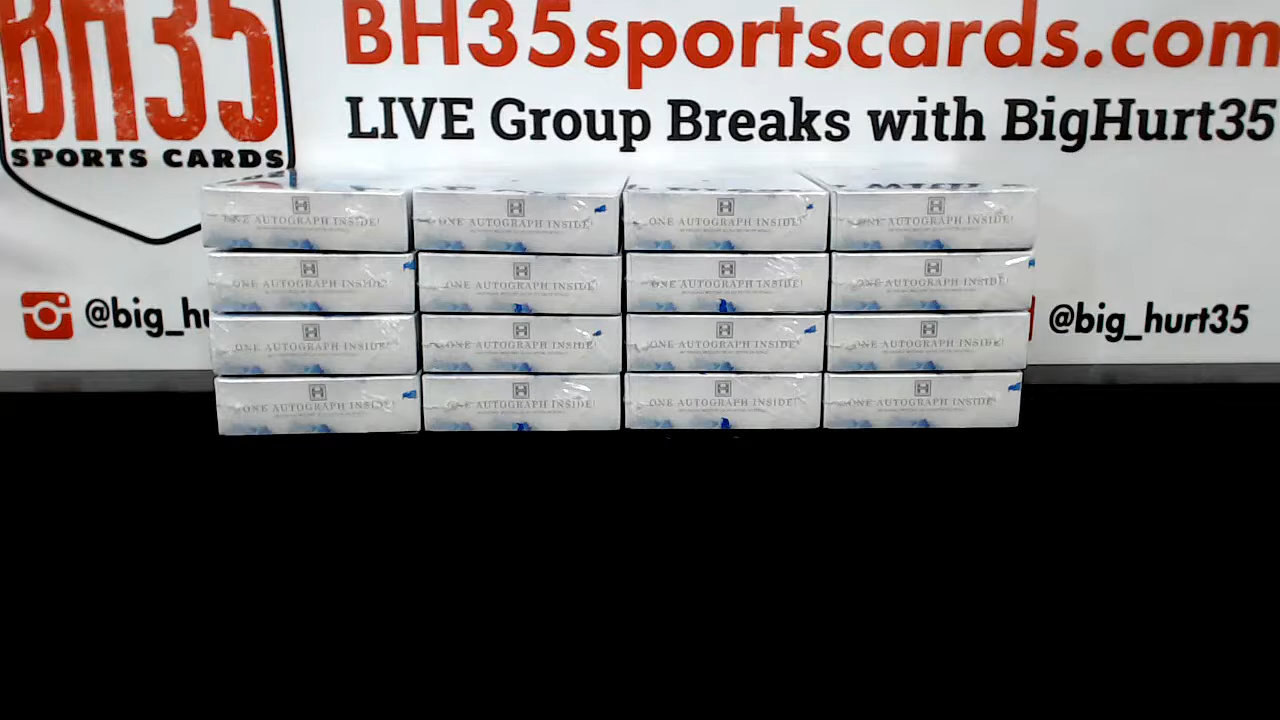 BH35
SPORTS CARDS
BH35sportscards.com
LIVE Group Breaks with BigHurt35
@big_hu
@big_hurt35
H H H H
ONE AUTOGRAPH INSIDE! ONE AUTOGRAPH INSIDE! ONE AUTOGRAPH INSIDE! ONE AUTOGRAPH INSIDE!
H H H H
ONE AUTOGRAPH INSIDE! ONE AUTOGRAPH INSIDE! ONE AUTOGRAPH INSIDE! ONE AUTOGRAPH INSIDE!
H H H H
ONE AUTOGRAPH INSIDE! ONE AUTOGRAPH INSIDE! ONE AUTOGRAPH INSIDE! ONE AUTOGRAPH INSIDE!
H H H H
ONE AUTOGRAPH INSIDE! ONE AUTOGRAPH INSIDE! ONE AUTOGRAPH INSIDE! ONE AUTOGRAPH INSIDE!